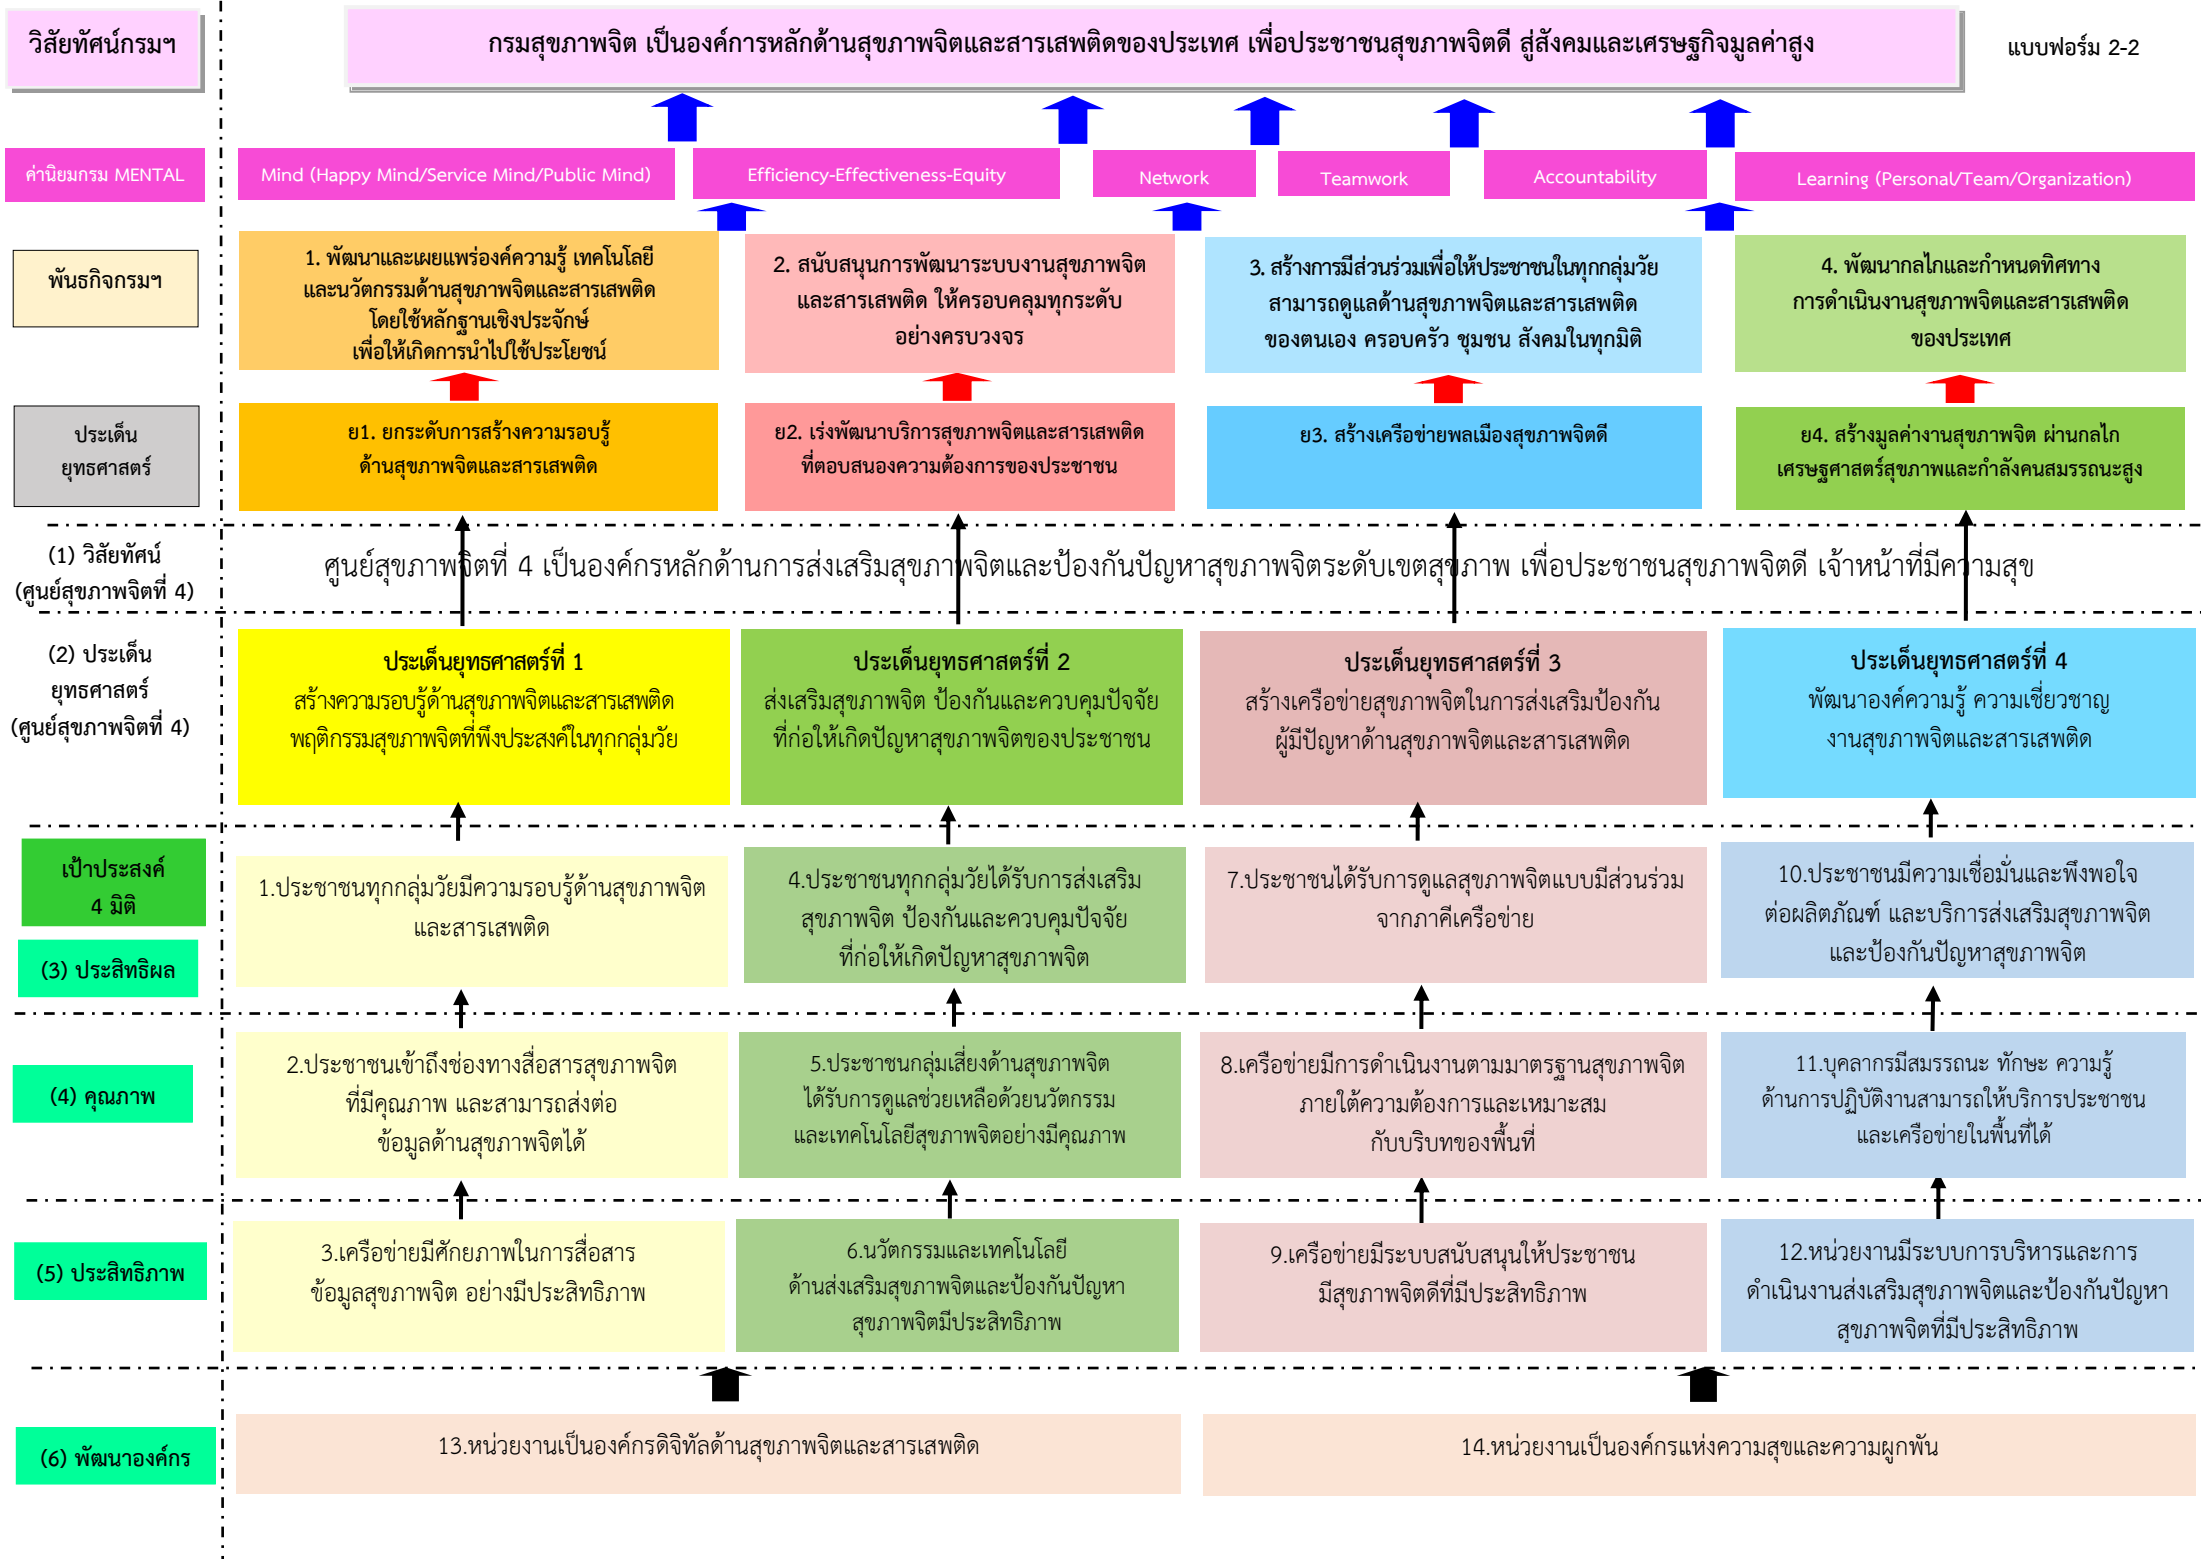 วิสัยทัศน์กรมฯ
กรมสุขภาพจิต เป็นองค์การหลักด้านสุขภาพจิตและสารเสพติดของประเทศ เพื่อประชาชนสุขภาพจิตดี สู่สังคมและเศรษฐกิจมูลค่าสูง
แบบฟอร์ม 2-2
ค่านิยมกรม MENTAL
Mind (Happy Mind/Service Mind/Public Mind)
Efficiency-Effectiveness-Equity
Network
Teamwork
Accountability
Learning (Personal/Team/Organization)
พันธกิจกรมฯ
1. พัฒนาและเผยแพร่องค์ความรู้ เทคโนโลยี
และนวัตกรรมด้านสุขภาพจิตและสารเสพติด
โดยใช้หลักฐานเชิงประจักษ์
เพื่อให้เกิดการนำไปใช้ประโยชน์
2. สนับสนุนการพัฒนาระบบงานสุขภาพจิต
และสารเสพติด ให้ครอบคลุมทุกระดับ
อย่างครบวงจร
3. สร้างการมีส่วนร่วมเพื่อให้ประชาชนในทุกกลุ่มวัย
สามารถดูแลด้านสุขภาพจิตและสารเสพติด
ของตนเอง ครอบครัว ชุมชน สังคมในทุกมิติ
4. พัฒนากลไกและกำหนดทิศทาง
การดำเนินงานสุขภาพจิตและสารเสพติด
ของประเทศ
ประเด็น
ยุทธศาสตร์
ย1. ยกระดับการสร้างความรอบรู้
ด้านสุขภาพจิตและสารเสพติด
ย2. เร่งพัฒนาบริการสุขภาพจิตและสารเสพติด
ที่ตอบสนองความต้องการของประชาชน
ย3. สร้างเครือข่ายพลเมืองสุขภาพจิตดี
ย4. สร้างมูลค่างานสุขภาพจิต ผ่านกลไก
เศรษฐศาสตร์สุขภาพและกำลังคนสมรรถนะสูง
(1) วิสัยทัศน์
(ศูนย์สุขภาพจิตที่ 4)
ศูนย์สุขภาพจิตที่ 4 เป็นองค์กรหลักด้านการส่งเสริมสุขภาพจิตและป้องกันปัญหาสุขภาพจิตระดับเขตสุขภาพ เพื่อประชาชนสุขภาพจิตดี เจ้าหน้าที่มีความสุข
(2) ประเด็น
ยุทธศาสตร์
(ศูนย์สุขภาพจิตที่ 4)
ประเด็นยุทธศาสตร์ที่ 1
สร้างความรอบรู้ด้านสุขภาพจิตและสารเสพติด
พฤติกรรมสุขภาพจิตที่พึงประสงค์ในทุกกลุ่มวัย
ประเด็นยุทธศาสตร์ที่ 2
ส่งเสริมสุขภาพจิต ป้องกันและควบคุมปัจจัย
ที่ก่อให้เกิดปัญหาสุขภาพจิตของประชาชน
ประเด็นยุทธศาสตร์ที่ 3
สร้างเครือข่ายสุขภาพจิตในการส่งเสริมป้องกัน
ผู้มีปัญหาด้านสุขภาพจิตและสารเสพติด
ประเด็นยุทธศาสตร์ที่ 4
พัฒนาองค์ความรู้ ความเชี่ยวชาญ
งานสุขภาพจิตและสารเสพติด
เป้าประสงค์
4 มิติ
(3) ประสิทธิผล
1.ประชาชนทุกกลุ่มวัยมีความรอบรู้ด้านสุขภาพจิต
และสารเสพติด
4.ประชาชนทุกกลุ่มวัยได้รับการส่งเสริม
สุขภาพจิต ป้องกันและควบคุมปัจจัย
ที่ก่อให้เกิดปัญหาสุขภาพจิต
7.ประชาชนได้รับการดูแลสุขภาพจิตแบบมีส่วนร่วม
จากภาคีเครือข่าย
10.ประชาชนมีความเชื่อมั่นและพึงพอใจ
ต่อผลิตภัณฑ์ และบริการส่งเสริมสุขภาพจิต
และป้องกันปัญหาสุขภาพจิต
(4) คุณภาพ
2.ประชาชนเข้าถึงช่องทางสื่อสารสุขภาพจิต
ที่มีคุณภาพ และสามารถส่งต่อ
ข้อมูลด้านสุขภาพจิตได้
5.ประชาชนกลุ่มเสี่ยงด้านสุขภาพจิต
ได้รับการดูแลช่วยเหลือด้วยนวัตกรรม
และเทคโนโลยีสุขภาพจิตอย่างมีคุณภาพ
8.เครือข่ายมีการดำเนินงานตามมาตรฐานสุขภาพจิต
ภายใต้ความต้องการและเหมาะสม
กับบริบทของพื้นที่
11.บุคลากรมีสมรรถนะ ทักษะ ความรู้
ด้านการปฏิบัติงานสามารถให้บริการประชาชน
และเครือข่ายในพื้นที่ได้
(5) ประสิทธิภาพ
3.เครือข่ายมีศักยภาพในการสื่อสาร
ข้อมูลสุขภาพจิต อย่างมีประสิทธิภาพ
6.นวัตกรรมและเทคโนโลยี
ด้านส่งเสริมสุขภาพจิตและป้องกันปัญหา
สุขภาพจิตมีประสิทธิภาพ
9.เครือข่ายมีระบบสนับสนุนให้ประชาชน
มีสุขภาพจิตดีที่มีประสิทธิภาพ
12.หน่วยงานมีระบบการบริหารและการ
ดำเนินงานส่งเสริมสุขภาพจิตและป้องกันปัญหา
สุขภาพจิตที่มีประสิทธิภาพ
(6) พัฒนาองค์กร
13.หน่วยงานเป็นองค์กรดิจิทัลด้านสุขภาพจิตและสารเสพติด
14.หน่วยงานเป็นองค์กรแห่งความสุขและความผูกพัน